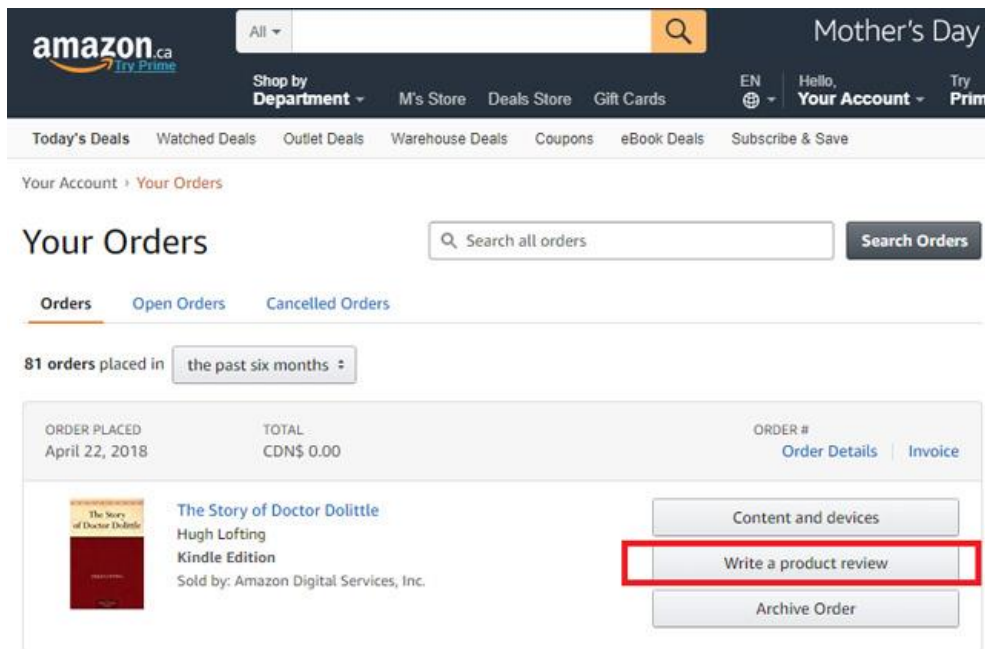 All
Mother's Day
amazon.ca
Try Prime
Shop by
Department
M's Store Deals Store Gift Cards
EN
Hello,
Your Account
Try
Prim
Today's Deals Watched Deals Outlet Deals Warehouse Deals Coupons eBook Deals Subscribe & Save
Your Account › Your Orders
Your Orders
Search all orders
Search Orders
Orders Open Orders Cancelled Orders
81 orders placed in the past six months
ORDER PLACED TOTAL ORDER #
April 22, 2018 CDN$ 0.00 Order Details Invoice
The Story
of Doctor Dolittle
The Story of Doctor Dolittle
Hugh Lofting
Kindle Edition
Sold by: Amazon Digital Services, Inc.
Content and devices
Write a product review
Archive Order